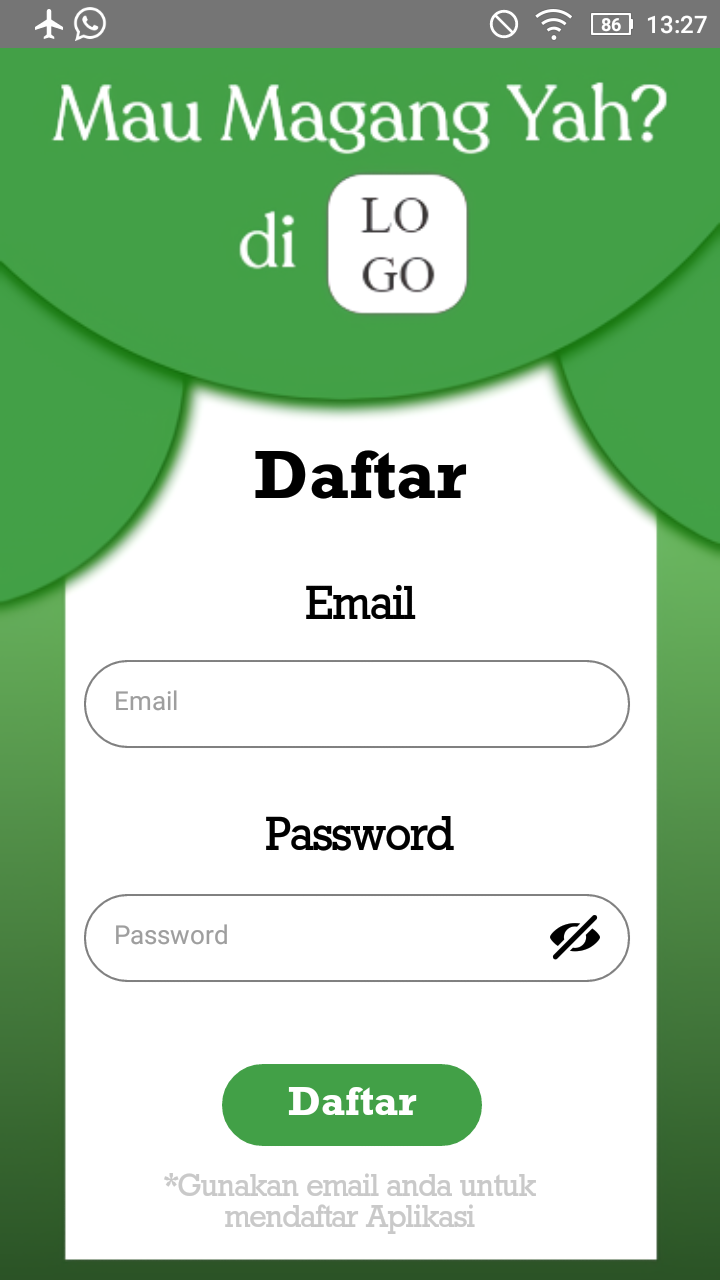 86 13:27
Mau Magang Yah?
di
LO
GO
Daftar
Email
Email
Password
Password
Daftar
*Gunakan email anda untuk
mendaftar Aplikasi